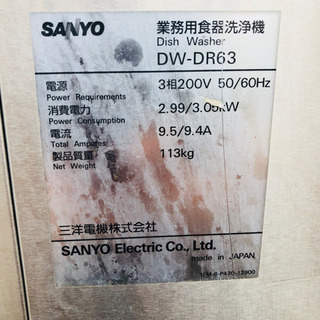 SANYO 業務用食器洗浄機
Dish Washer
DW-DR63
電源 3相200V 50/60Hz
Power Requirements
消費電力 2.99/3.05kW
Power Consumption
電流 9.5/9.4A
Total Amperes
製品質量 113kg
Net Weight
三洋電機株式会社
SANYO Electric Co., Ltd.
made in JAPAN